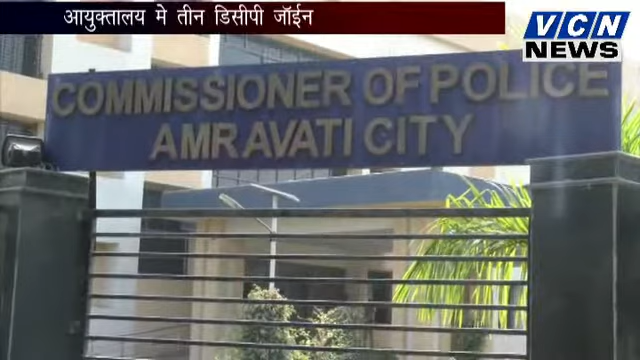 आयुक्तालय मे तीन डिसीपी जॉईन
VCN
NEWS
COMMISSIONER OF POLICE
AMRAVATI CITY